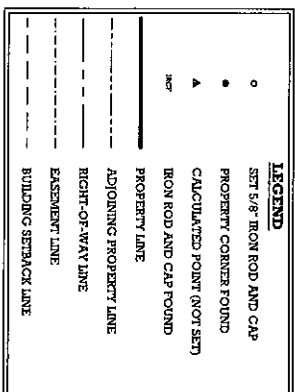 LEGEND
SET 5/8" IRON ROD AND CAP
PROPERTY CORNER FOUND
CALCULATED POINT (NOT SET)
IRCF IRON ROD AND CAP FOUND
PROPERTY LINE
ADJOINING PROPERTY LINE
RIGHT-OF-WAY LINE
EASEMENT LINE
BUILDING SETBACK LINE